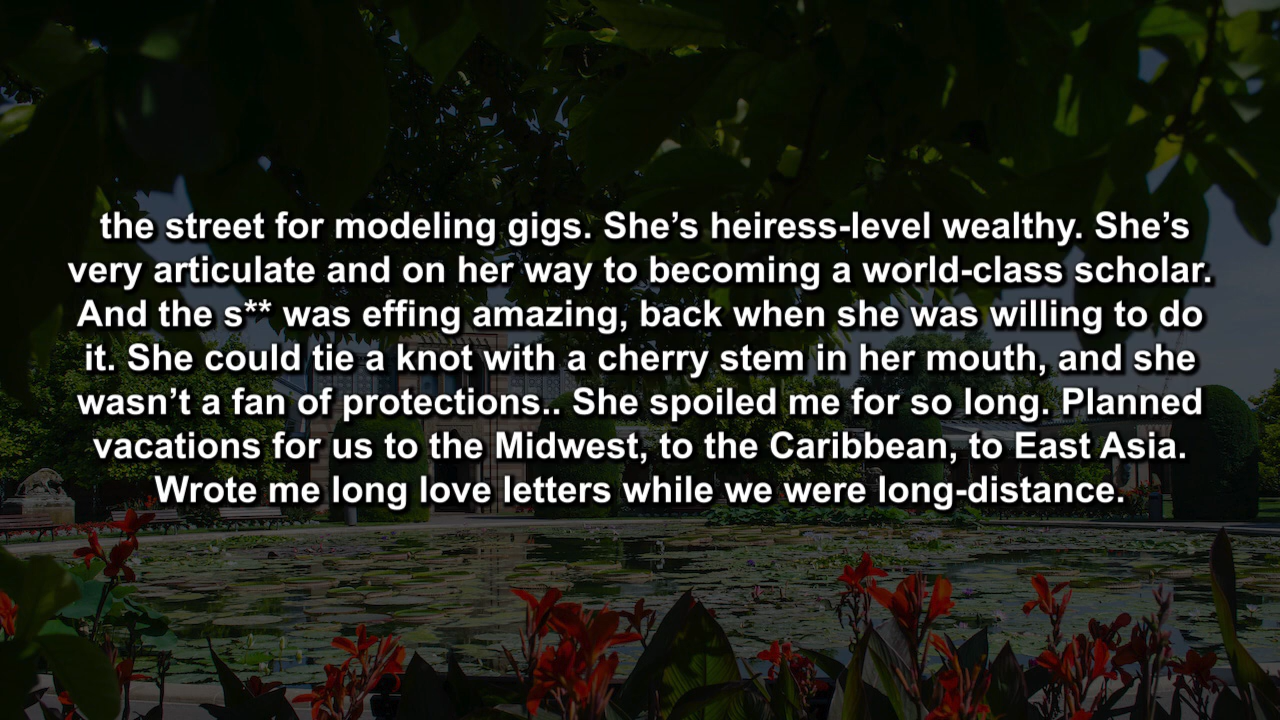 the street for modeling gigs. She’s heiress-level wealthy. She’s
very articulate and on her way to becoming a world-class scholar.
And the s** was effing amazing, back when she was willing to do
it. She could tie a knot with a cherry stem in her mouth, and she
wasn’t a fan of protections.. She spoiled me for so long. Planned
vacations for us to the Midwest, to the Caribbean, to East Asia.
Wrote me long love letters while we were long-distance.